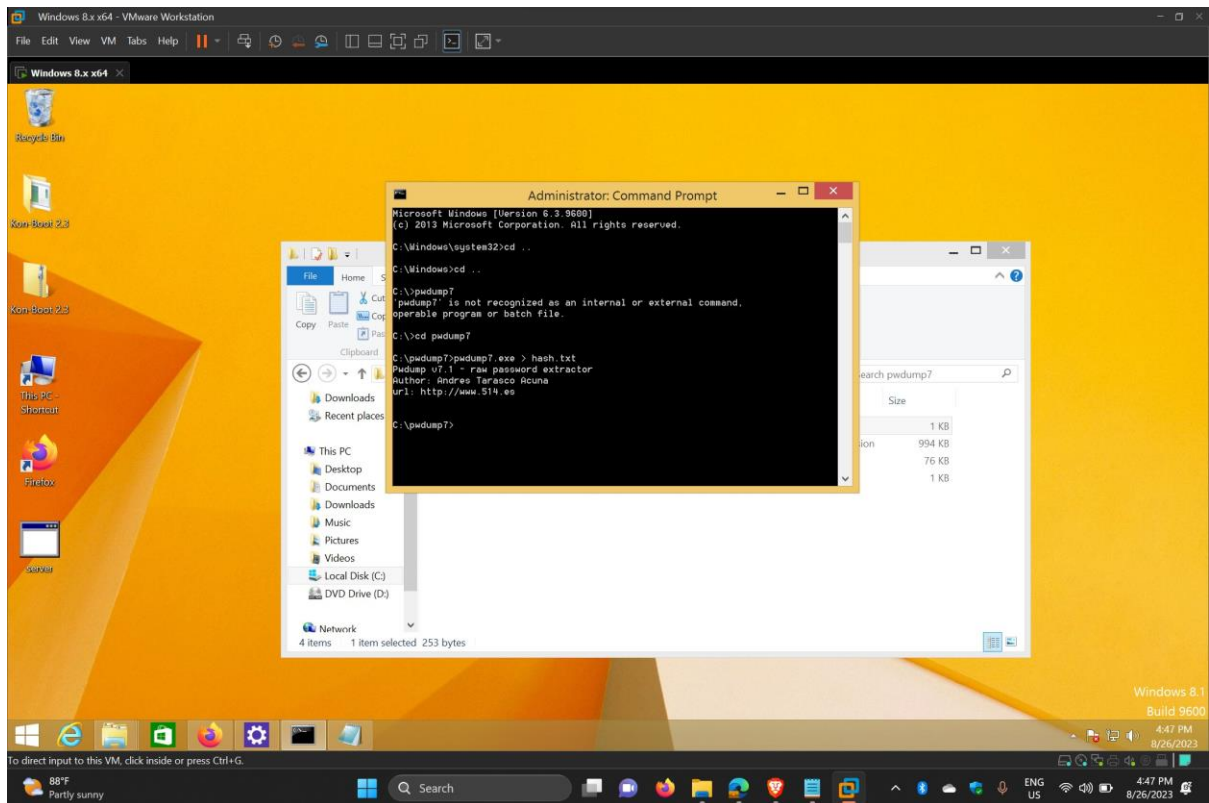 Windows 8.x x64 - VMware Workstation
File Edit View VM Tabs Help
Windows 8.x x64
Recycle Bin
Kon-Boot 2.3
Kon-Boot 2.3
This PC - Shortcut
Firefox
server
Administrator: Command Prompt
Microsoft Windows [Version 6.3.9600]
(c) 2013 Microsoft Corporation. All rights reserved.
C:\Windows\system32>cd ..
C:\Windows>cd ..
C:\>pwdump7
'pwdump7' is not recognized as an internal or external command,
operable program or batch file.
C:\>cd pwdump7
C:\pwdump7>pwdump7.exe > hash.txt
Pwdump v7.1 - raw password extractor
Author: Andres Tarasco Acuna
url: http://www.514.es
C:\pwdump7>
File Home S
Copy Paste
Cut
Cop
Pas
Clipboard
earch pwdump7
Size
1 KB
ion 994 KB
76 KB
1 KB
Downloads
Recent places
This PC
Desktop
Documents
Downloads
Music
Pictures
Videos
Local Disk (C:)
DVD Drive (D:)
Network
4 items 1 item selected 253 bytes
Windows 8.1
Build 9600
4:47 PM
8/26/2023
To direct input to this VM, click inside or press Ctrl+G.
88°F
Partly sunny
Search
ENG
US
4:47 PM
8/26/2023